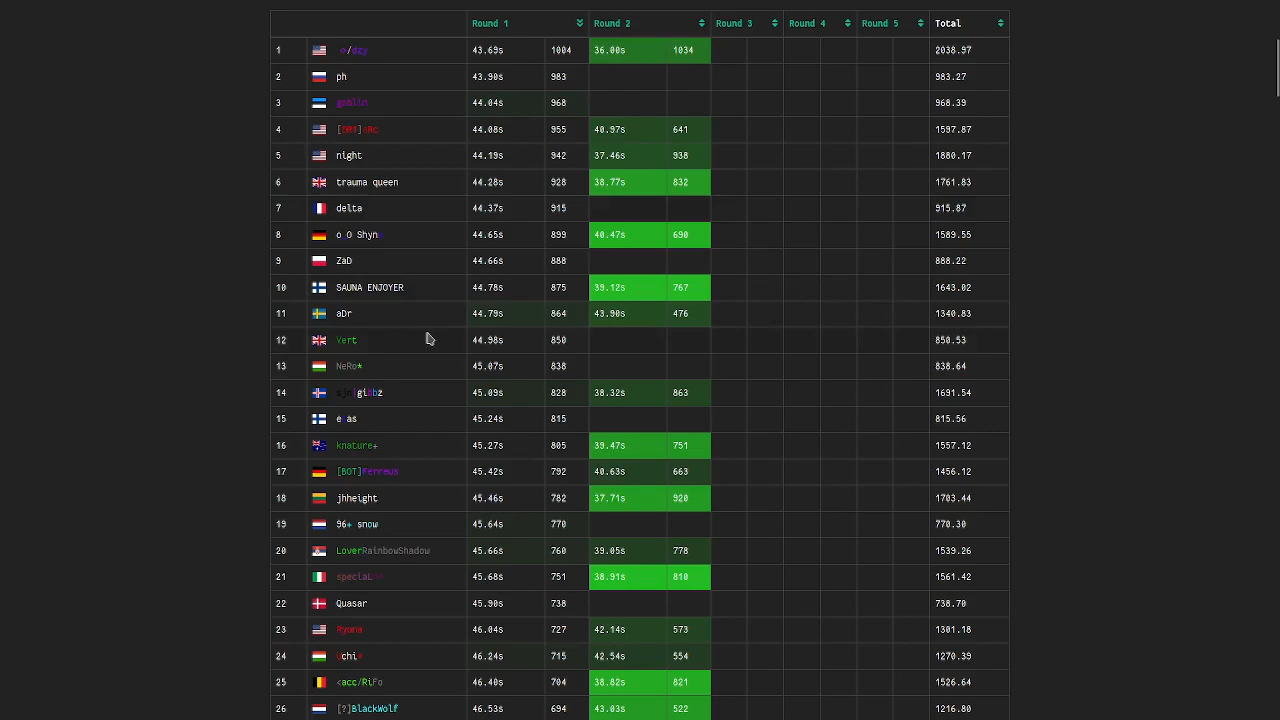 Round 1 Round 2 Round 3 Round 4 Round 5 Total
1 o/dzy 43.69s 1004 36.00s 1034 2038.97
2 ph 43.90s 983 983.27
3 goblin 44.04s 968 968.39
4 44.08s 955 40.97s 641 1597.87
5 night 44.19s 942 37.46s 938 1880.17
6 trauma queen 44.28s 928 38.77s 832 1761.83
7 delta 44.37s 915 915.87
8 44.65s 899 40.47s 690 1589.55
9 ZaD 44.66s 888 888.22
10 SAUNA ENJOYER 44.78s 875 39.12s 767 1643.02
11 aDr 864 43.90s 476 1340.83
12 Vert 44.98s 850 850.53
13 NeRo* 45.07s 838 838.64
14 45.09s 828 38.32s 863 1691.54
15 45.24s 815 815.56
16 knature+ 45.27s 805 39.47s 751 1557.12
17 [BOT]Ferreus 45.42s 792 40.63s 663 1456.12
18 jhheight 45.46s 782 37.71s 920 1703.44
19 96+ snow 45.64s 770 770.30
20 LoverRainbowShadow 45.66s 760 39.05s 778 1539.26
21 45.68s 751 38.91s 810 1561.42
22 Quasar 45.90s 738 738.70
23 Ryoma 46.04s 727 42.14s 573 1301.18
24 46.24s 715 42.54s 554 1270.39
25 <acc/RiFo 46.40s 704 38.82s 821 1526.64
26 [?]BlackWolf 46.53s 694 43.03s 522 1216.80